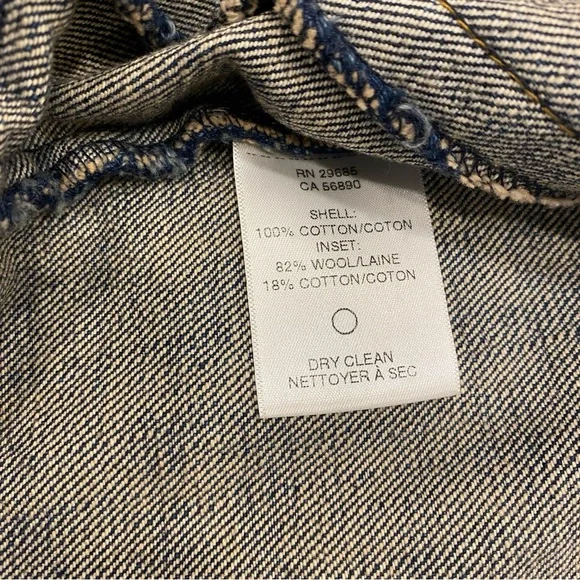 RN 29685
CA 56890
SHELL:
100% COTTON/COTON
INSET:
82% WOOL/LAINE
18% COTTON/COTON
DRY CLEAN
NETTOYER À SEC